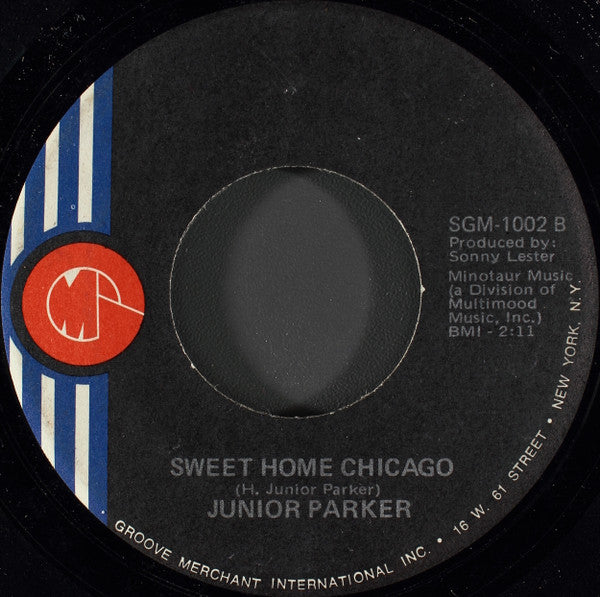 SGM-1002 B
Produced by:
Sonny Lester
Minotaur Music
(a Division of
Multimood
Music, Inc.)
BMI - 2:11
SWEET HOME CHICAGO
(H. Junior Parker)
JUNIOR PARKER
GROOVE MERCHANT INTERNATIONAL INC. • 16 W. 61 STREET • NEW YORK, N.Y.